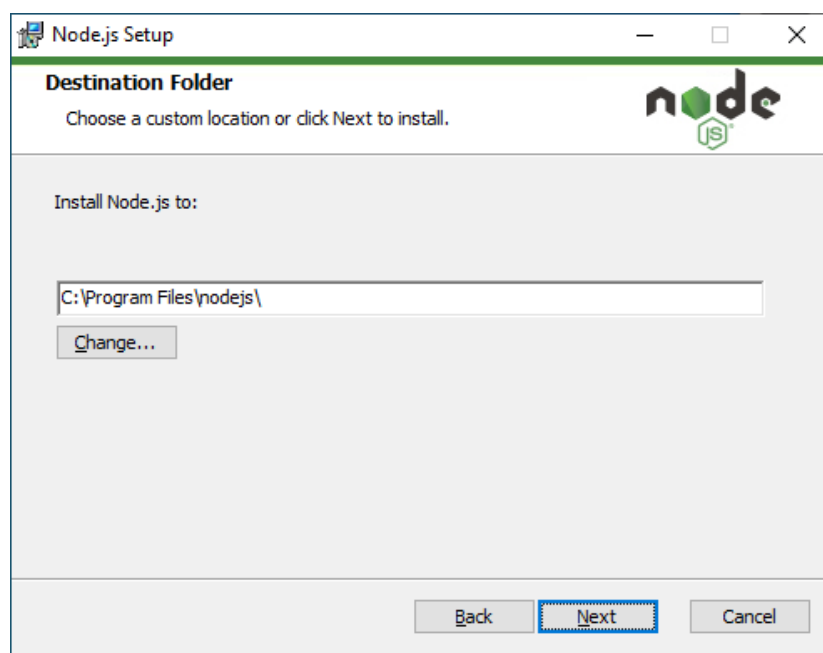 Node.js Setup
Destination Folder
Choose a custom location or click Next to install.
node
JS
Install Node.js to:
C:\Program Files\nodejs\
Change...
Back Next Cancel